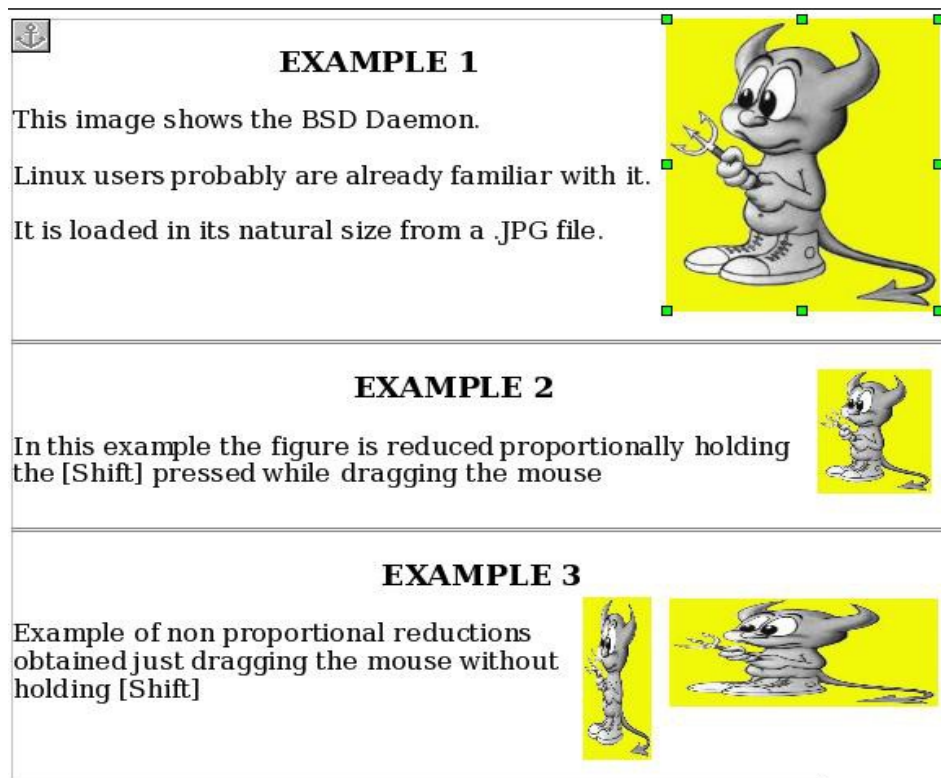 EXAMPLE 1
This image shows the BSD Daemon.
Linux users probably are already familiar with it.
It is loaded in its natural size from a .JPG file.
EXAMPLE 2
In this example the figure is reduced proportionally holding
the [Shift] pressed while dragging the mouse
EXAMPLE 3
Example of non proportional reductions
obtained just dragging the mouse without
holding [Shift]